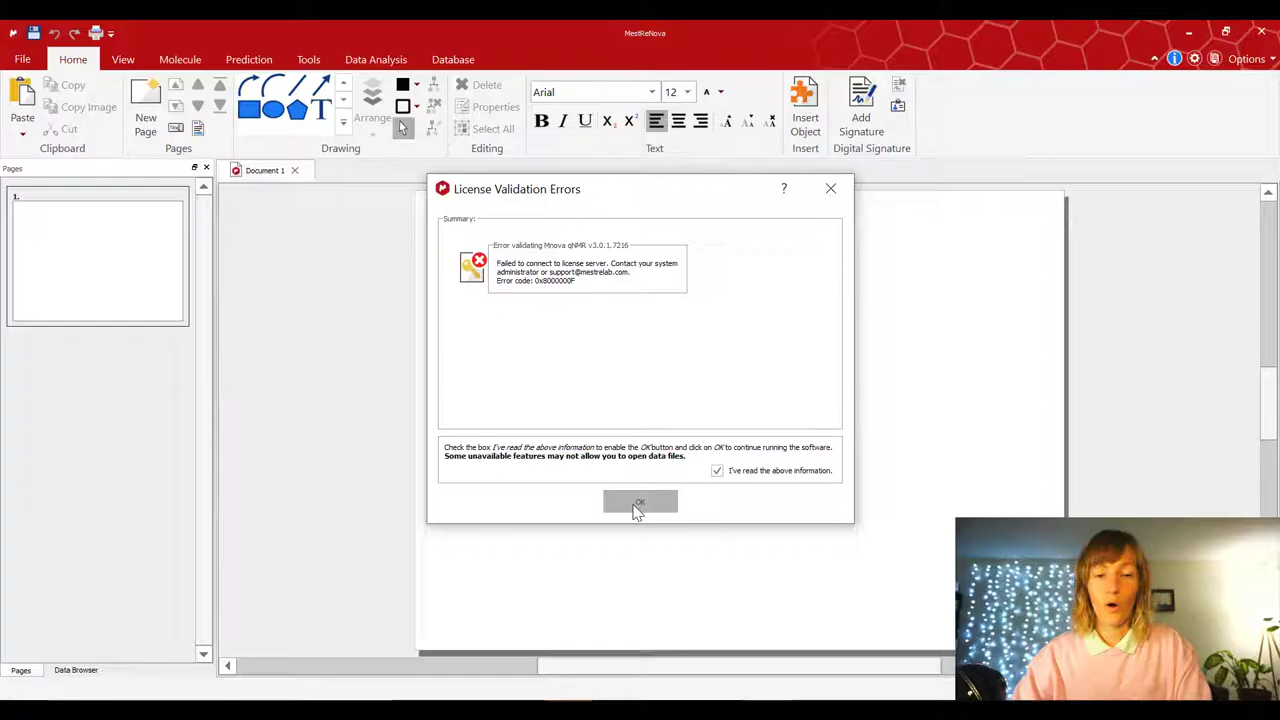 MestReNova
File
Home
View
Molecule
Prediction
Tools
Data Analysis
Database
Options
Paste
Copy
Copy Image
Cut
Clipboard
New
Page
Pages
T
Arrange
Drawing
Delete
Properties
Select All
Editing
Arial
12
B I U X₂ X²
Text
Insert
Object
Insert
Add
Signature
Digital Signature
Pages
Document 1
1.
License Validation Errors
?
Summary:
Error validating Mnova qNMR v3.0.1.7216
Failed to connect to license server. Contact your system
administrator or support@mestrelab.com.
Error code: 0x8000000F
Check the box I've read the above information to enable the OK button and click on OK to continue running the software.
Some unavailable features may not allow you to open data files.
I've read the above information.
OK
Pages
Data Browser